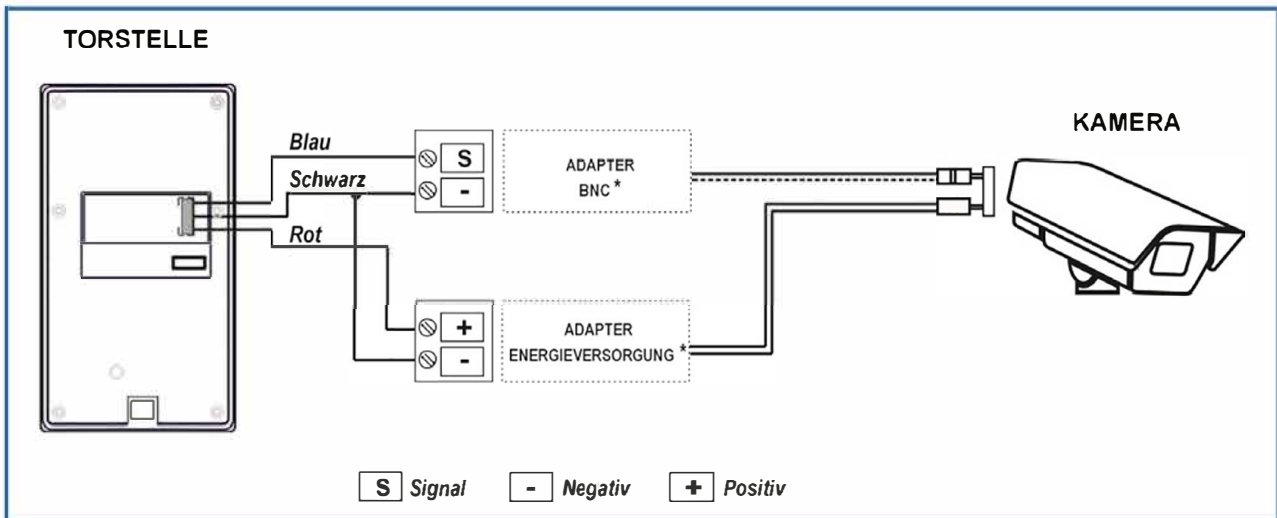 TORSTELLE
KAMERA
Blau
Schwarz
Rot
S
-
ADAPTER
BNC *
+
-
ADAPTER
ENERGIEVERSORGUNG *
S Signal - Negativ + Positiv